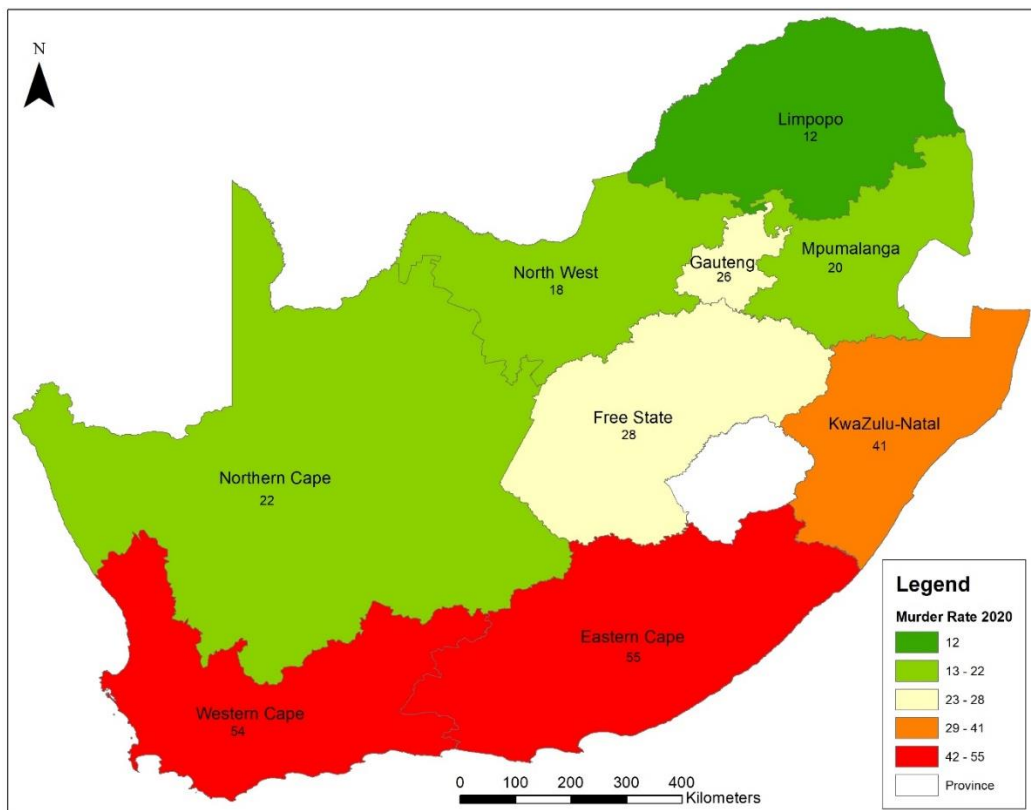 N
Limpopo
12
Mpumalanga
20
Gauteng
26
North West
18
Free State
28
KwaZulu-Natal
41
Northern Cape
22
Eastern Cape
55
Western Cape
54
Legend
Murder Rate 2020
12
13 - 22
23 - 28
29 - 41
42 - 55
Province
0 100 200 300 400
Kilometers